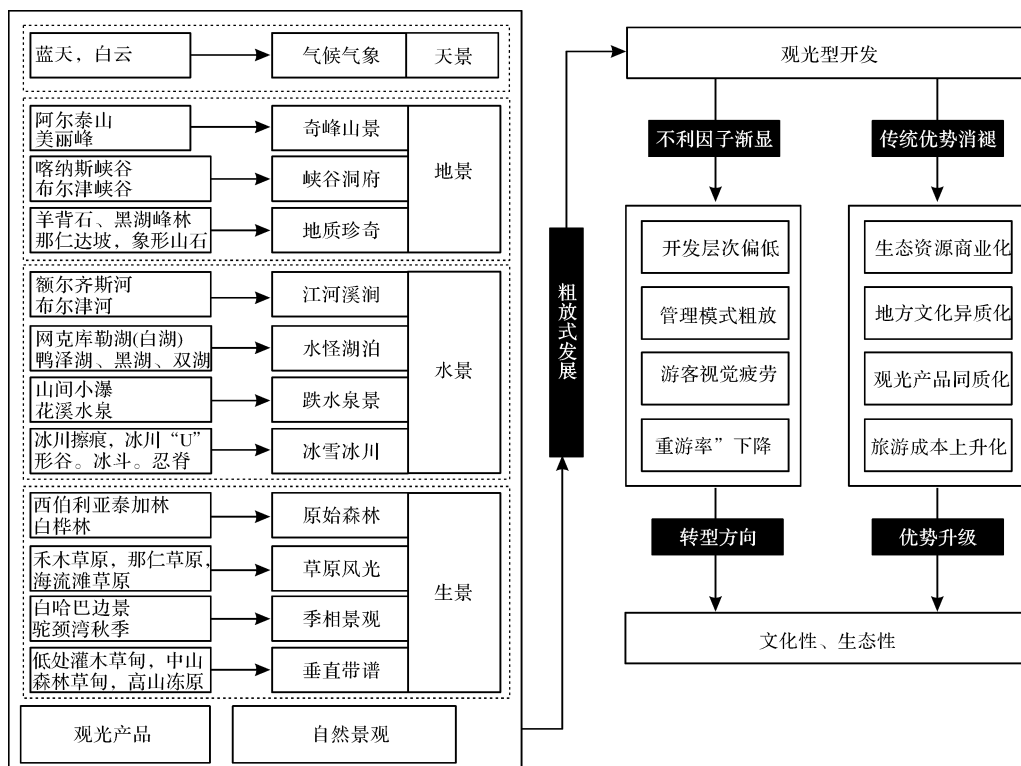 蓝天，白云
气候气象
天景
阿尔泰山
美丽峰
奇峰山景
喀纳斯峡谷
布尔津峡谷
峡谷洞府
羊背石、黑湖峰林
那仁达坡，象形山石
地质珍奇
地景
额尔齐斯河
布尔津河
江河溪涧
网克库勒湖(白湖)
鸭泽湖、黑湖、双湖
水怪湖泊
山间小瀑
花溪水泉
跌水泉景
冰川擦痕，冰川“U”
形谷。冰斗。忍脊
冰雪冰川
水景
西伯利亚泰加林
白桦林
原始森林
禾木草原，那仁草原，
海流滩草原
草原风光
白哈巴边景
驼颈湾秋季
季相景观
低处灌木草甸，中山
森林草甸，高山冻原
垂直带谱
生景
观光产品
自然景观
粗放式发展
观光型开发
不利因子渐显
传统优势消褪
开发层次偏低
管理模式粗放
游客视觉疲劳
重游率”下降
生态资源商业化
地方文化异质化
观光产品同质化
旅游成本上升化
转型方向
优势升级
文化性、生态性